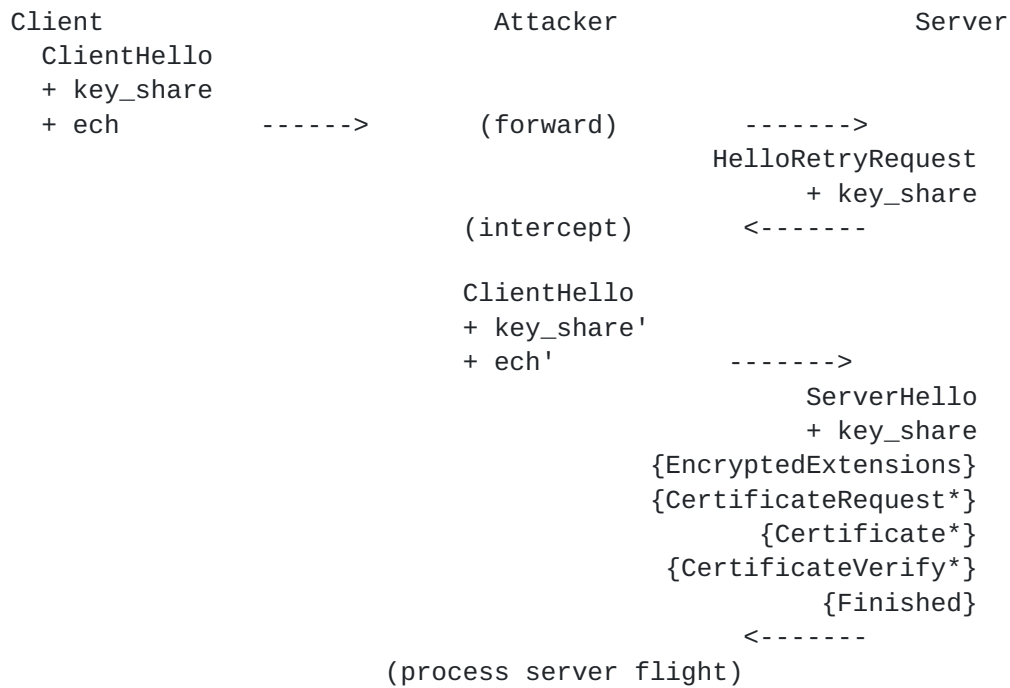 Client Attacker Server
ClientHello
+ key_share
+ ech ------> (forward) ------->
HelloRetryRequest
+ key_share
(intercept) <-------
ClientHello
+ key_share'
+ ech' ------->
ServerHello
+ key_share
{EncryptedExtensions}
{CertificateRequest*}
{Certificate*}
{CertificateVerify*}
{Finished}
<-------
(process server flight)